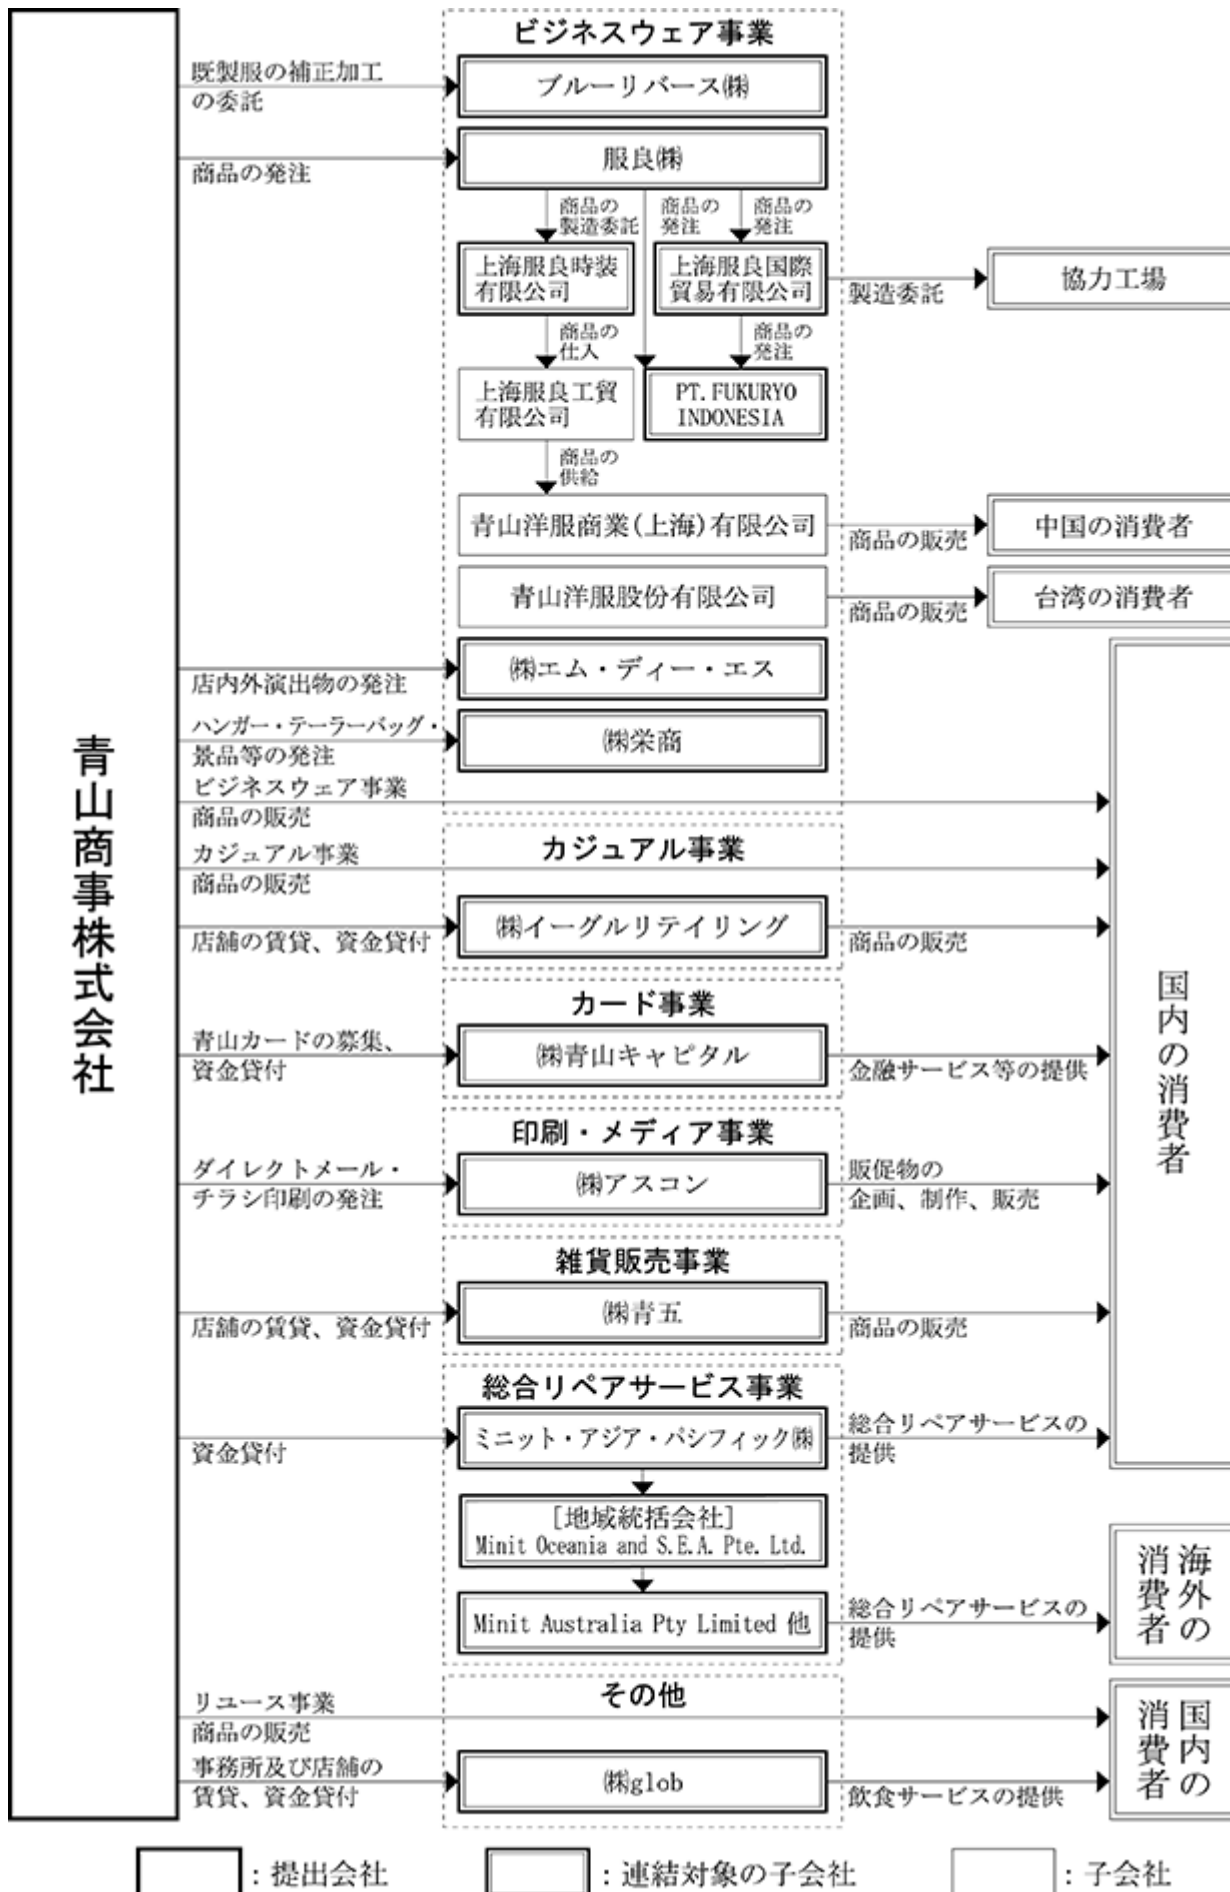 青山商事株式会社
ビジネスウェア事業
既製服の補正加工
の委託
ブルーリバース㈱
商品の発注
服良㈱
商品の
製造委託
商品の
発注
商品の
発注
上海服良時装
有限公司
上海服良国際
貿易有限公司
製造委託
協力工場
商品の
仕入
商品の
発注
上海服良工貿
有限公司
PT. FUKURYO
INDONESIA
商品の
供給
青山洋服商業(上海)有限公司
商品の販売
中国の消費者
青山洋服股份有限公司
商品の販売
台湾の消費者
店内外演出物の発注
㈱エム・ディー・エス
ハンガー・テーラーバッグ・
景品等の発注
㈱栄商
ビジネスウェア事業
商品の販売
カジュアル事業
カジュアル事業
商品の販売
店舗の賃貸、資金貸付
㈱イーグルリテイリング
商品の販売
国内の消費者
カード事業
青山カードの募集、
資金貸付
㈱青山キャピタル
金融サービス等の提供
印刷・メディア事業
ダイレクトメール・
チラシ印刷の発注
㈱アスコン
販促物の
企画、制作、販売
雑貨販売事業
店舗の賃貸、資金貸付
㈱青五
商品の販売
総合リペアサービス事業
資金貸付
ミニット・アジア・パシフィック㈱
総合リペアサービスの
提供
[地域統括会社]
Minit Oceania and S.E.A. Pte. Ltd.
Minit Australia Pty Limited 他
総合リペアサービスの
提供
海外の
消費者
その他
リユース事業
商品の販売
国内の
消費者
事務所及び店舗の
賃貸、資金貸付
㈱glob
飲食サービスの提供
：提出会社
：連結対象の子会社
：子会社